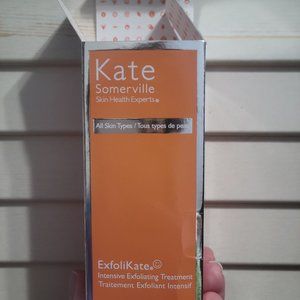 Kate
Somerville
Skin Health Experts®
All Skin Types / Tous types de peau
ExfoliKate®
Intensive Exfoliating Treatment
Traitement Exfoliant Intensif